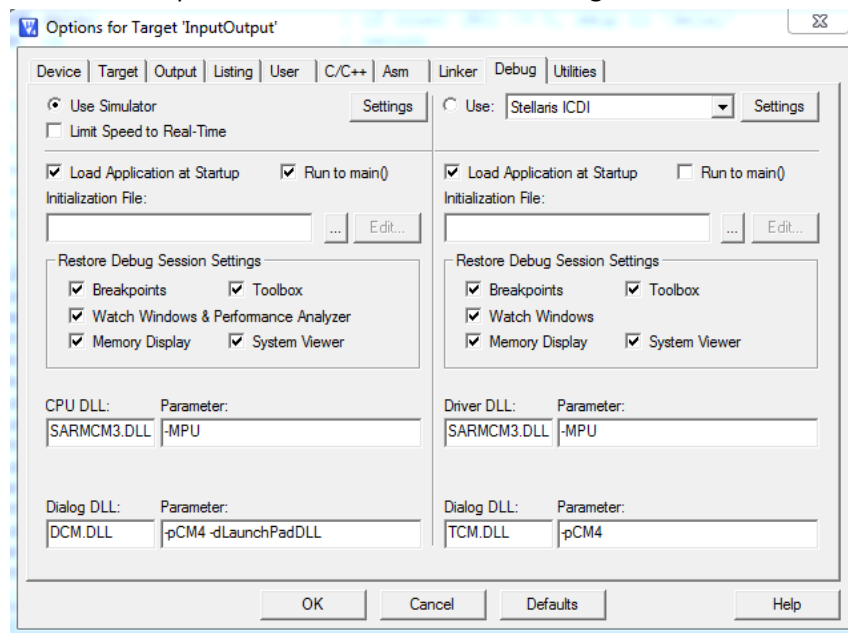 Options for Target 'InputOutput'
Device Target Output Listing User C/C++ Asm Linker Debug Utilities
Use Simulator Settings
Limit Speed to Real-Time
Use: Stellaris ICDI Settings
Load Application at Startup Run to main()
Initialization File:
... Edit...
Restore Debug Session Settings
Breakpoints Toolbox
Watch Windows & Performance Analyzer
Memory Display System Viewer
CPU DLL: Parameter:
SARMCM3.DLL -MPU
Dialog DLL: Parameter:
DCM.DLL -pCM4 -dLaunchPadDLL
Load Application at Startup Run to main()
Initialization File:
... Edit...
Restore Debug Session Settings
Breakpoints Toolbox
Watch Windows
Memory Display System Viewer
Driver DLL: Parameter:
SARMCM3.DLL -MPU
Dialog DLL: Parameter:
TCM.DLL -pCM4
OK Cancel Defaults Help